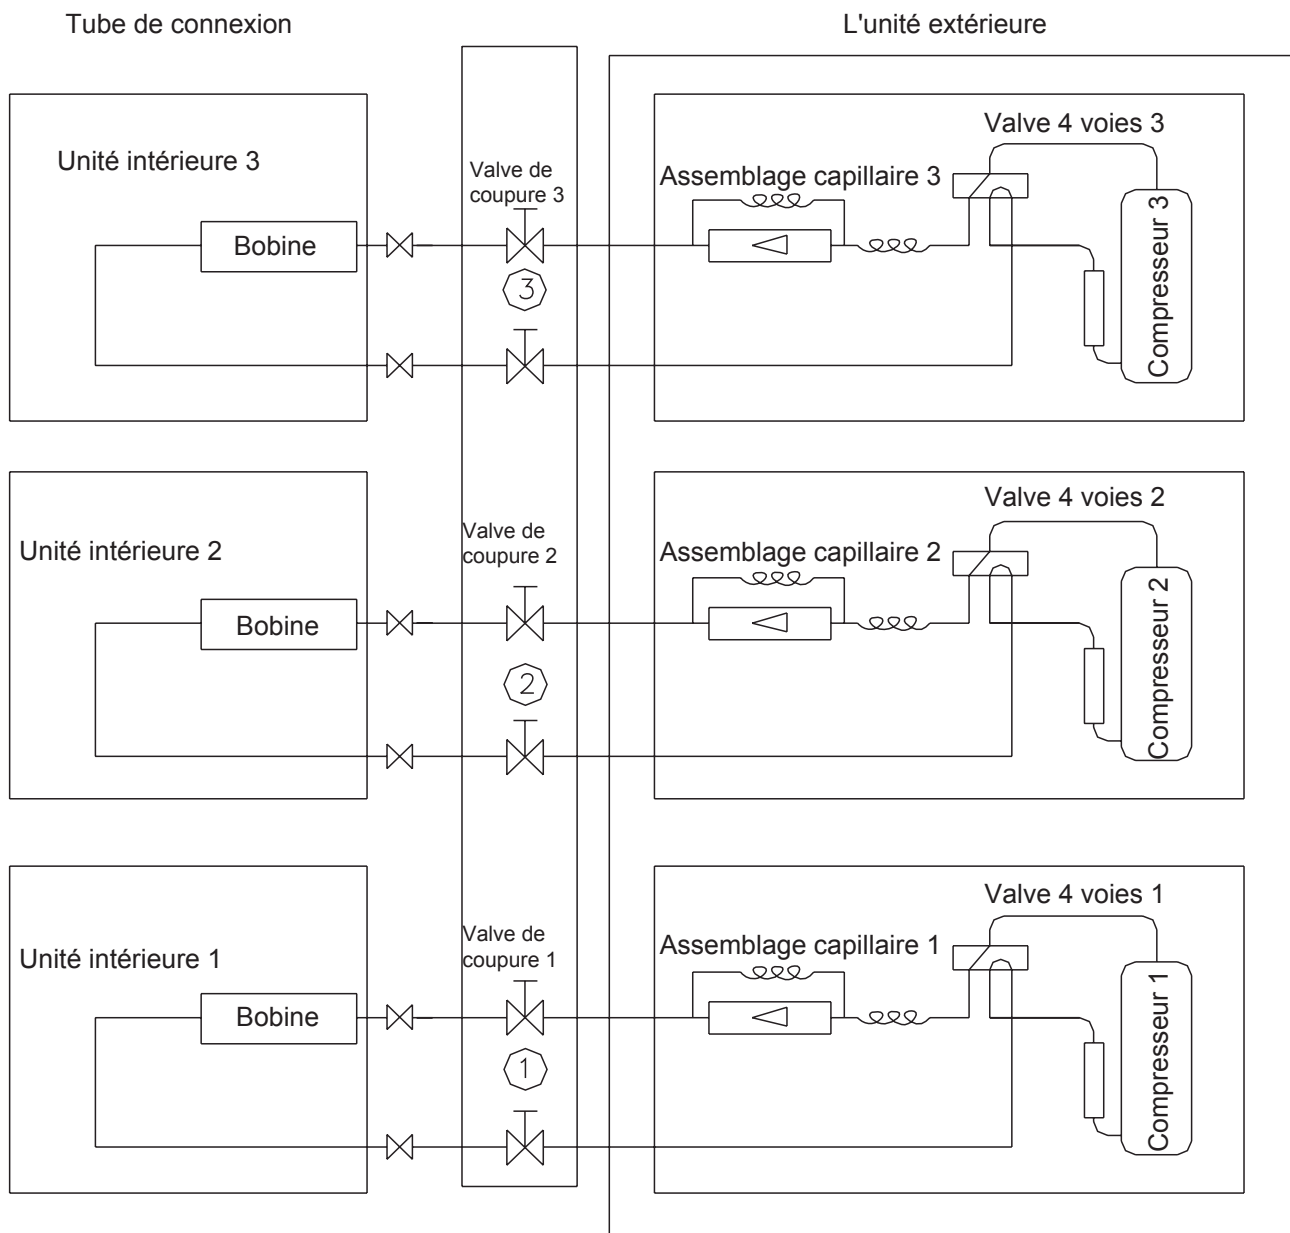 Tube de connexion
L'unité extérieure
Unité intérieure 3
Bobine
Valve de
coupure 3
3
Assemblage capillaire 3
Valve 4 voies 3
Compresseur 3
Unité intérieure 2
Bobine
Valve de
coupure 2
2
Assemblage capillaire 2
Valve 4 voies 2
Compresseur 2
Unité intérieure 1
Bobine
Valve de
coupure 1
1
Assemblage capillaire 1
Valve 4 voies 1
Compresseur 1